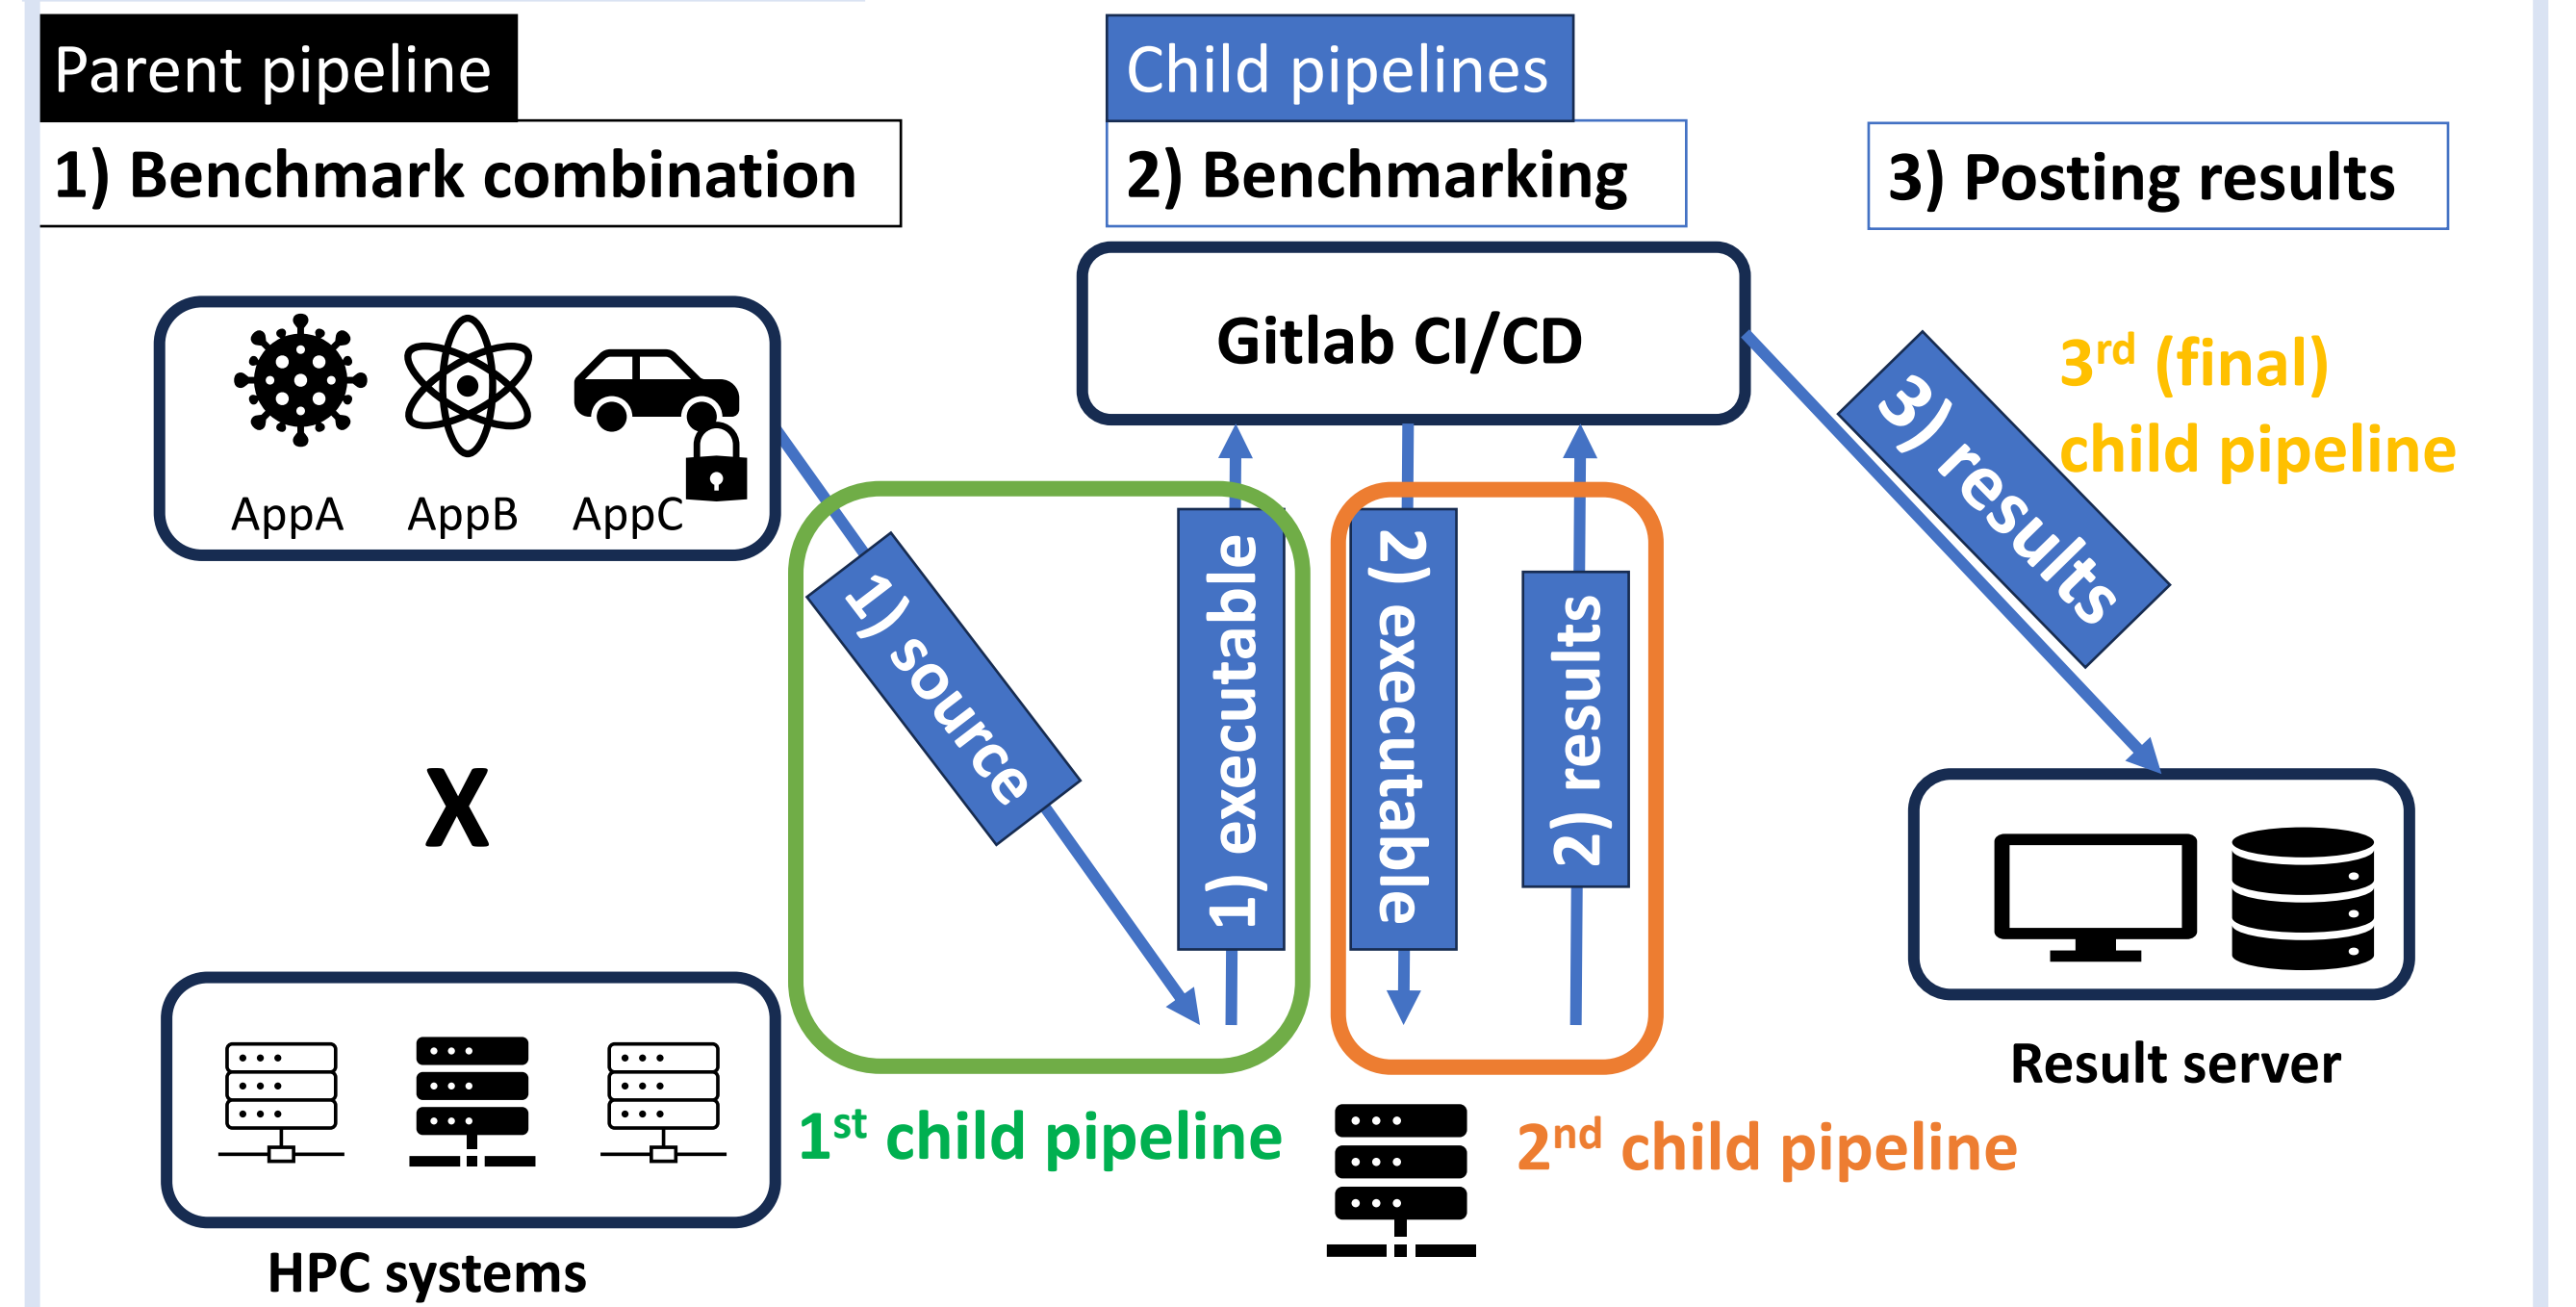 Parent pipeline
1) Benchmark combination
Child pipelines
2) Benchmarking
3) Posting results
Gitlab CI/CD
AppA
AppB
AppC
X
HPC systems
1) source
1) executable
1st child pipeline
2) executable
2) results
2nd child pipeline
3) results
3rd (final)
child pipeline
Result server